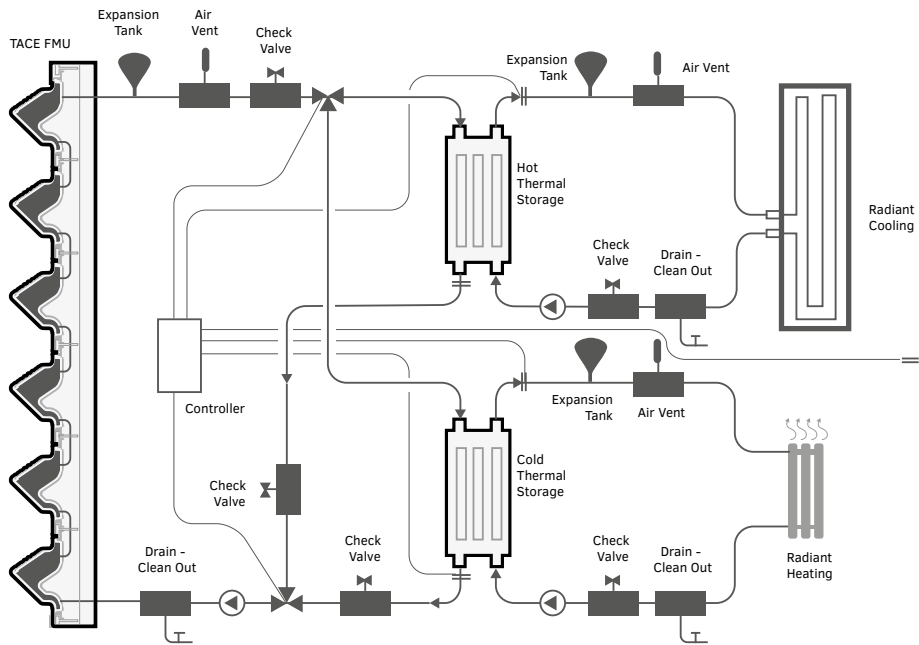 TACE FMU
Expansion
Tank
Air
Vent
Check
Valve
Expansion
Tank
Air Vent
Hot
Thermal
Storage
Radiant
Cooling
Check
Valve
Drain -
Clean Out
Controller
Expansion
Tank
Air Vent
Check
Valve
Cold
Thermal
Storage
Drain -
Clean Out
Check
Valve
Check
Valve
Drain -
Clean Out
Radiant
Heating